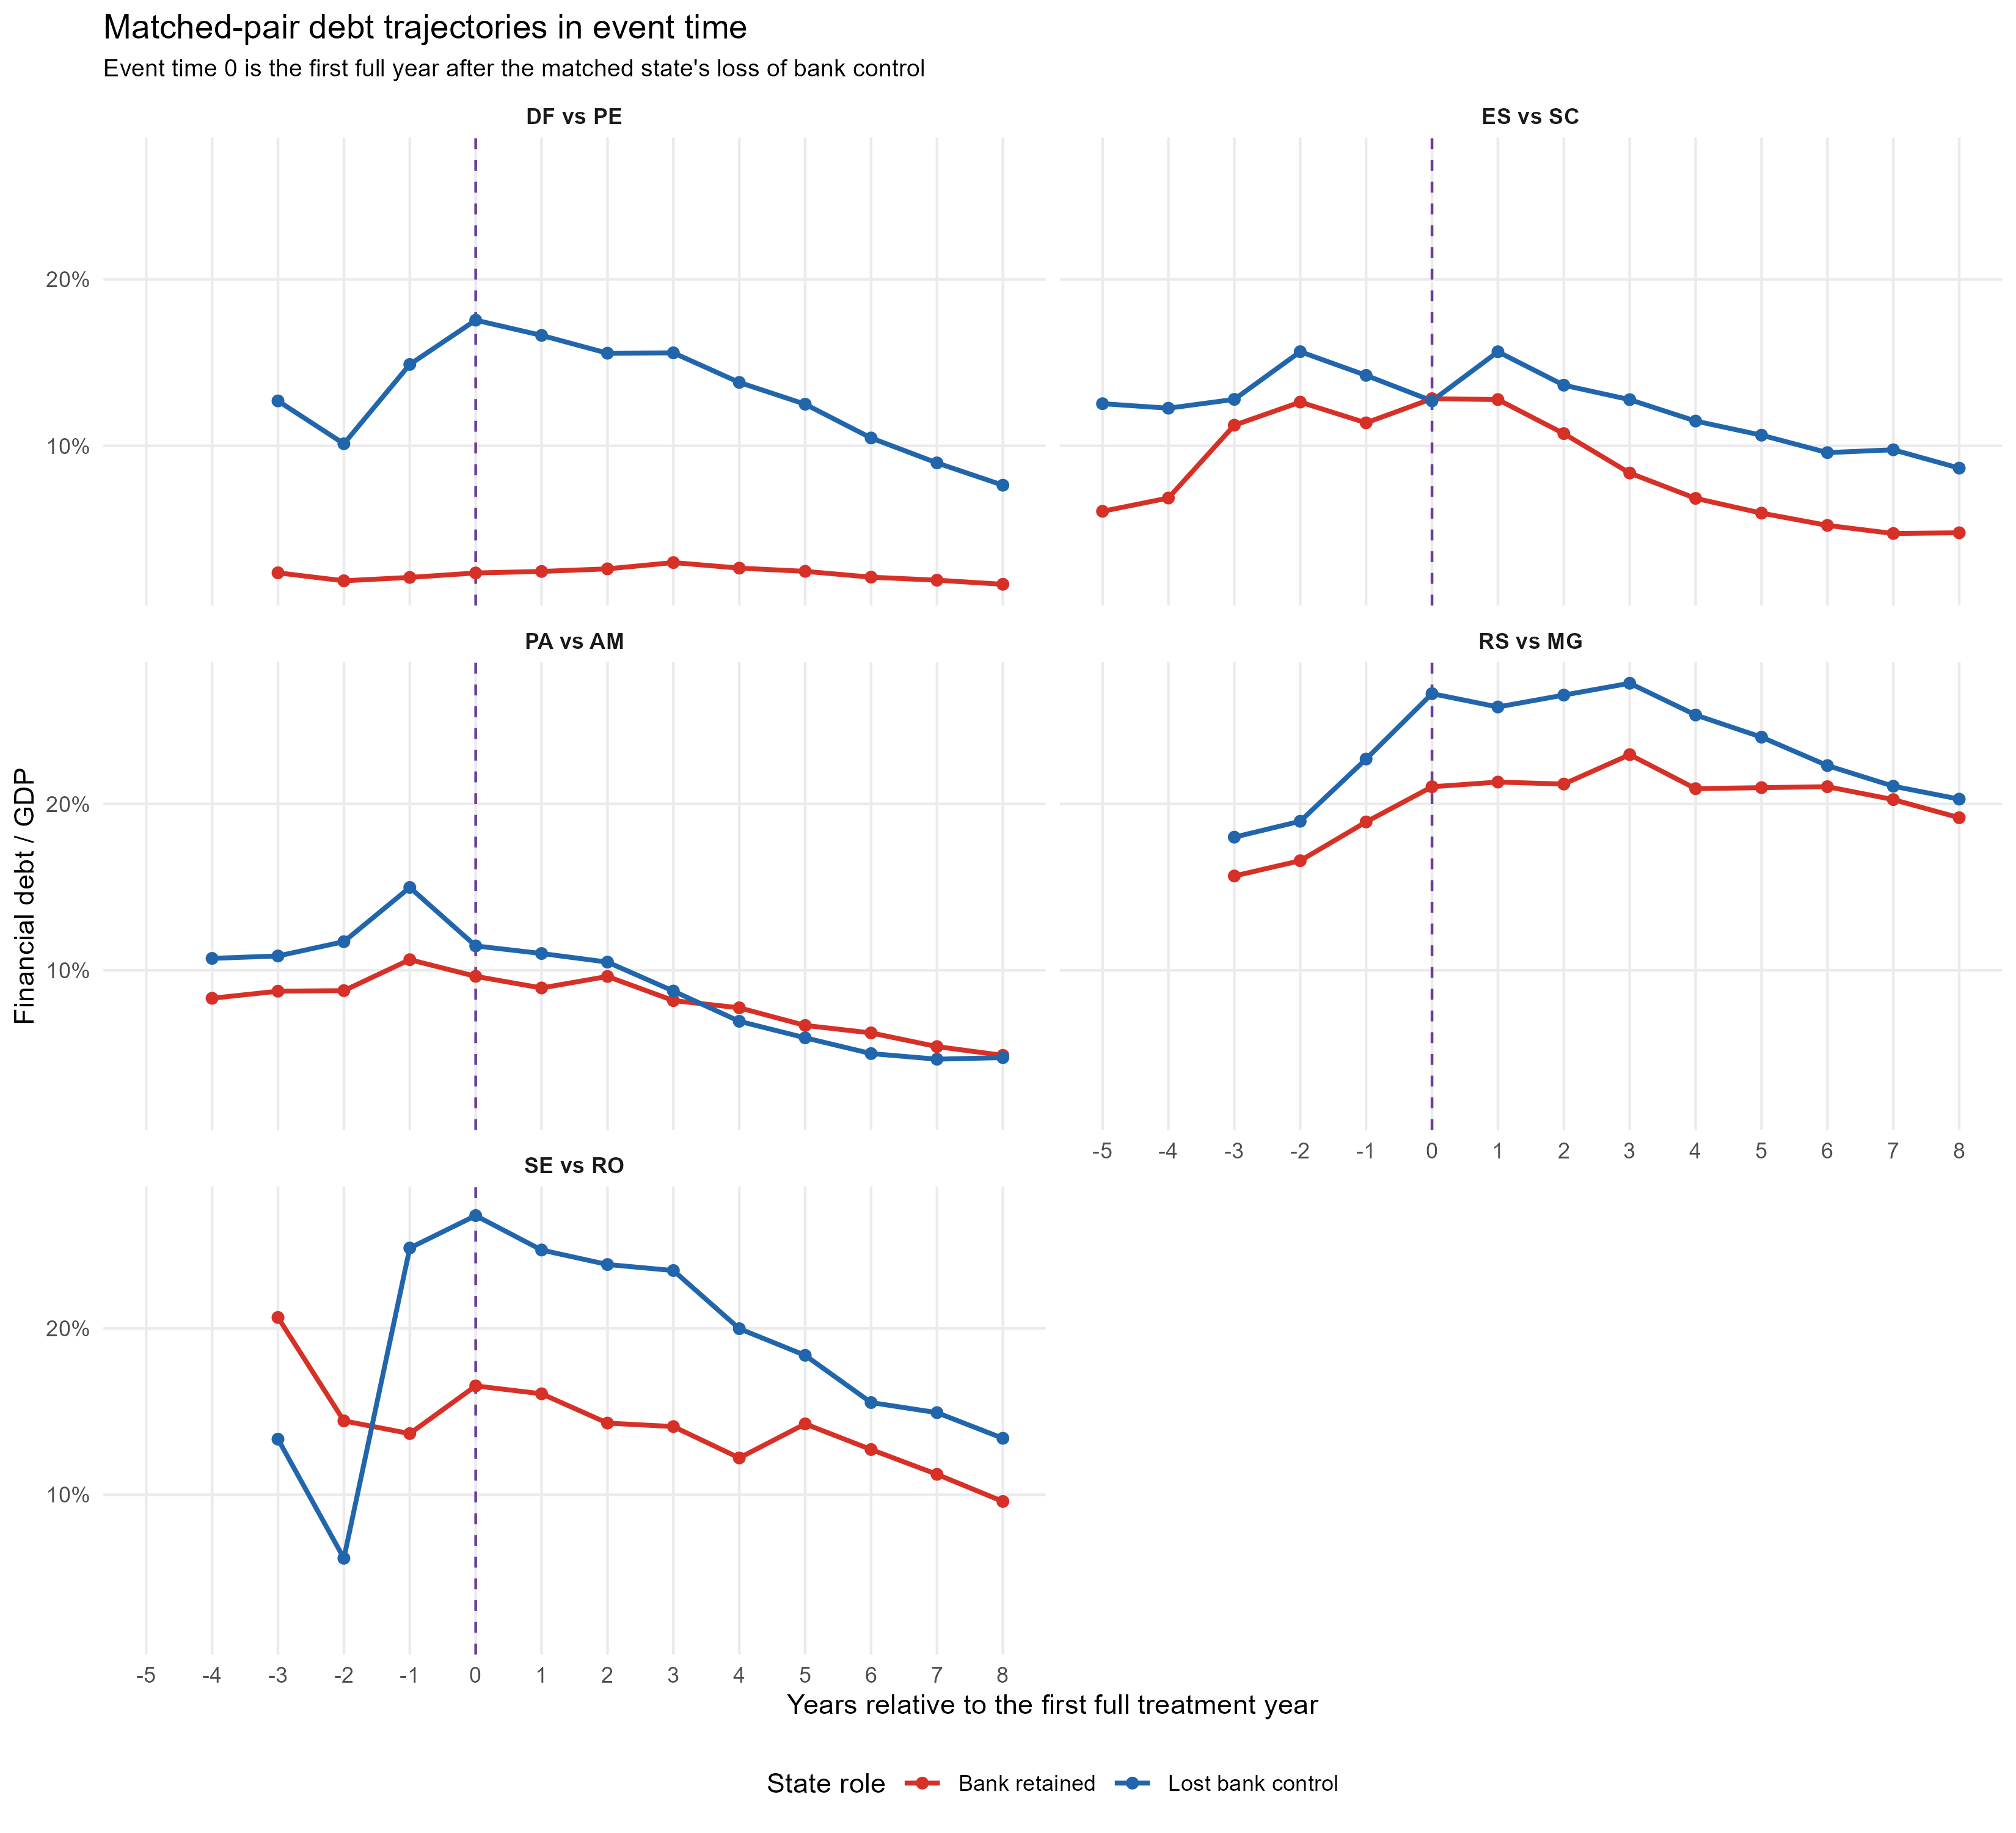 Matched-pair debt trajectories in event time
Event time 0 is the first full year after the matched state's loss of bank control
DF vs PE
ES vs SC
20%
10%
PA vs AM
RS vs MG
20%
10%
-5 -4 -3 -2 -1 0 1 2 3 4 5 6 7 8
SE vs RO
20%
10%
-5 -4 -3 -2 -1 0 1 2 3 4 5 6 7 8
Financial debt / GDP
Years relative to the first full treatment year
State role Bank retained Lost bank control